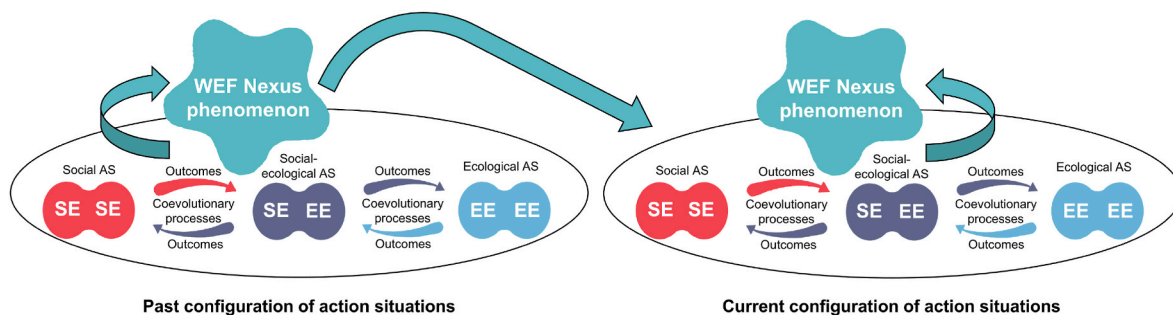 WEF Nexus
phenomenon
Social AS
Outcomes
Social-
ecological AS
Outcomes
Ecological AS
SE SE
Coevolutionary
processes
SE EE
Coevolutionary
processes
EE EE
Outcomes
Outcomes
Past configuration of action situations
WEF Nexus
phenomenon
Social AS
Outcomes
Social-
ecological AS
Outcomes
Ecological AS
SE SE
Coevolutionary
processes
SE EE
Coevolutionary
processes
EE EE
Outcomes
Outcomes
Current configuration of action situations